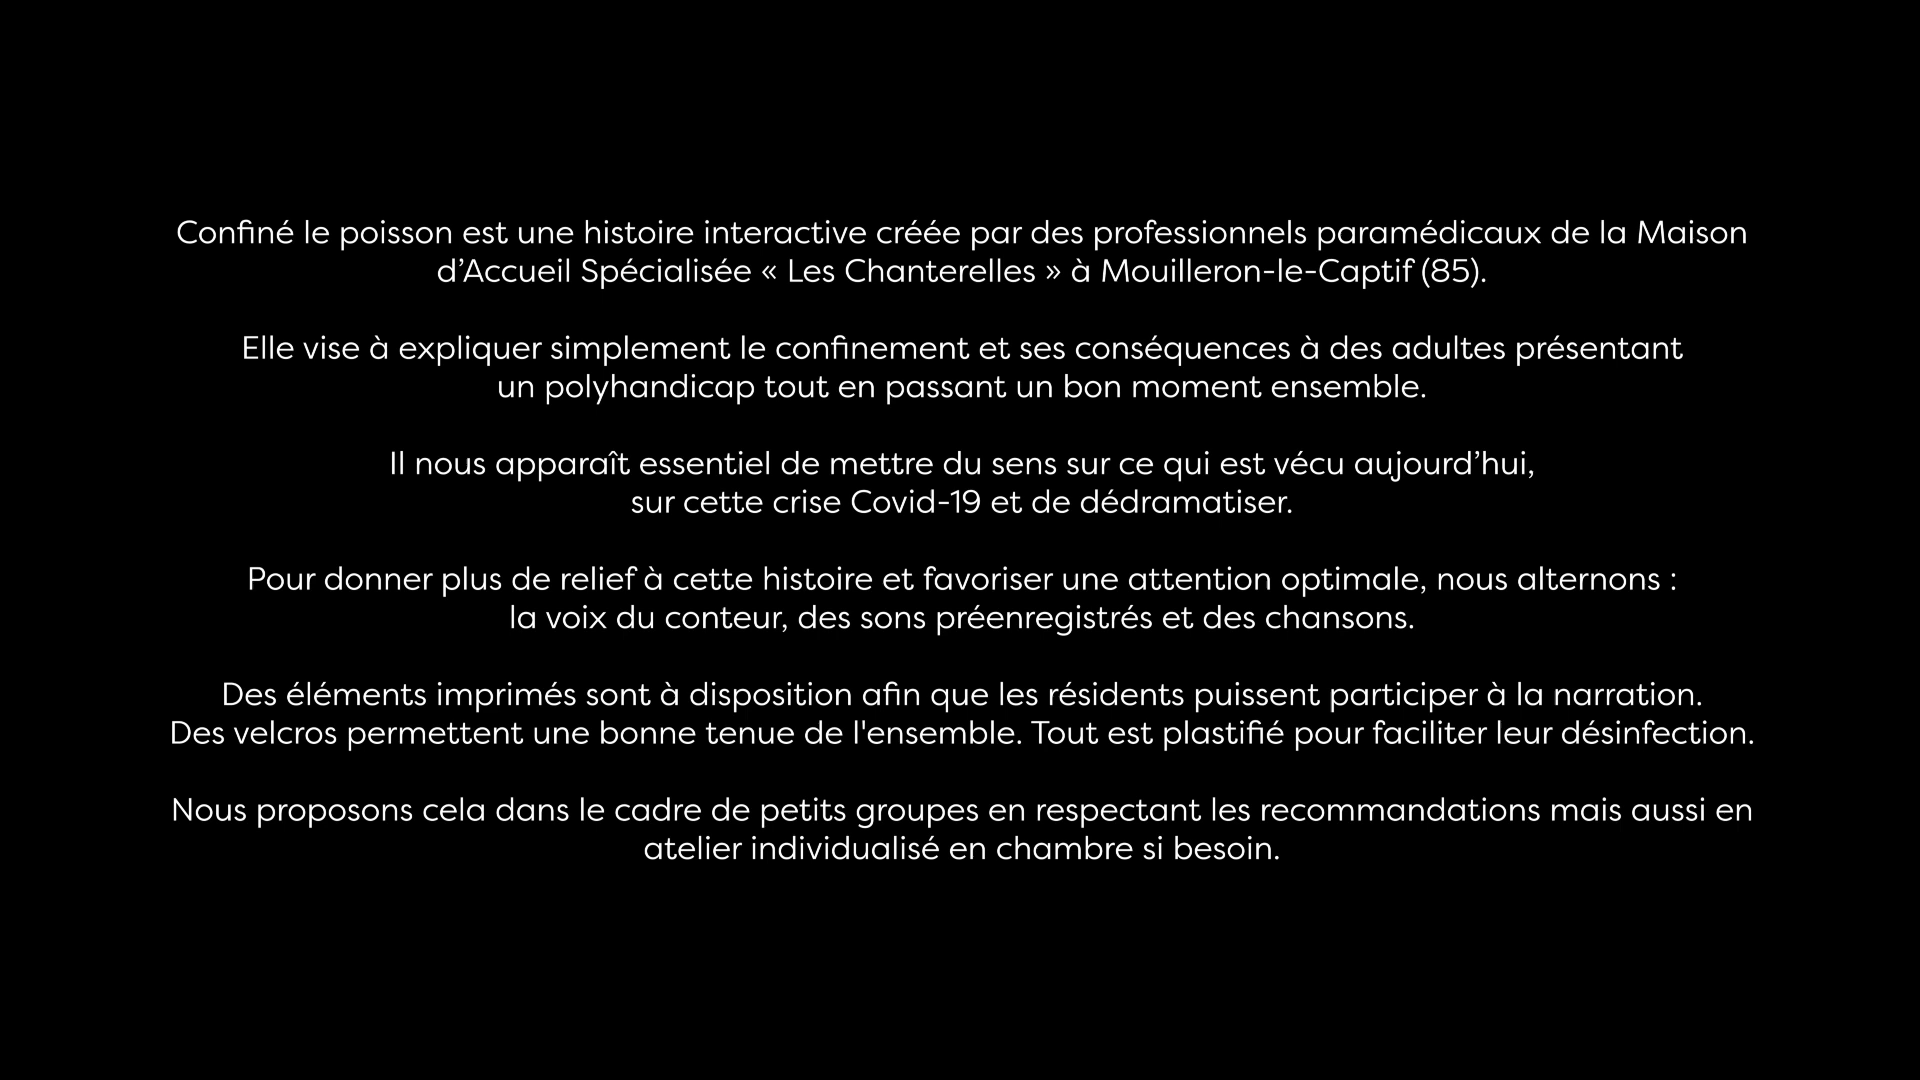 Confiné le poisson est une histoire interactive créée par des professionnels paramédicaux de la Maison
d’Accueil Spécialisée « Les Chanterelles » à Mouilleron-le-Captif (85).
Elle vise à expliquer simplement le confinement et ses conséquences à des adultes présentant
un polyhandicap tout en passant un bon moment ensemble.
Il nous apparaît essentiel de mettre du sens sur ce qui est vécu aujourd’hui,
sur cette crise Covid-19 et de dédramatiser.
Pour donner plus de relief à cette histoire et favoriser une attention optimale, nous alternons :
la voix du conteur, des sons préenregistrés et des chansons.
Des éléments imprimés sont à disposition afin que les résidents puissent participer à la narration.
Des velcros permettent une bonne tenue de l'ensemble. Tout est plastifié pour faciliter leur désinfection.
Nous proposons cela dans le cadre de petits groupes en respectant les recommandations mais aussi en
atelier individualisé en chambre si besoin.